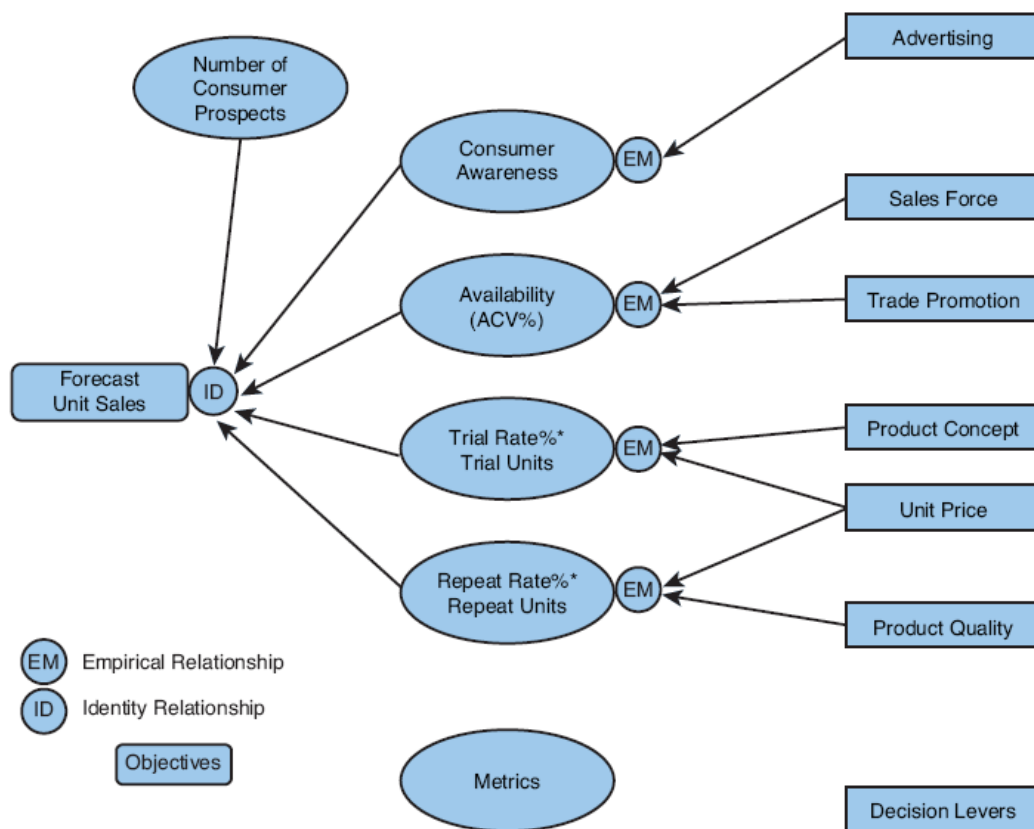 Advertising
Number of
Consumer
Prospects
Consumer
Awareness
EM
Sales Force
Availability
(ACV%)
EM
Trade Promotion
Forecast
Unit Sales
ID
Trial Rate%*
Trial Units
EM
Product Concept
Unit Price
Repeat Rate%*
Repeat Units
EM
Product Quality
EM Empirical Relationship
ID Identity Relationship
Objectives
Metrics
Decision Levers